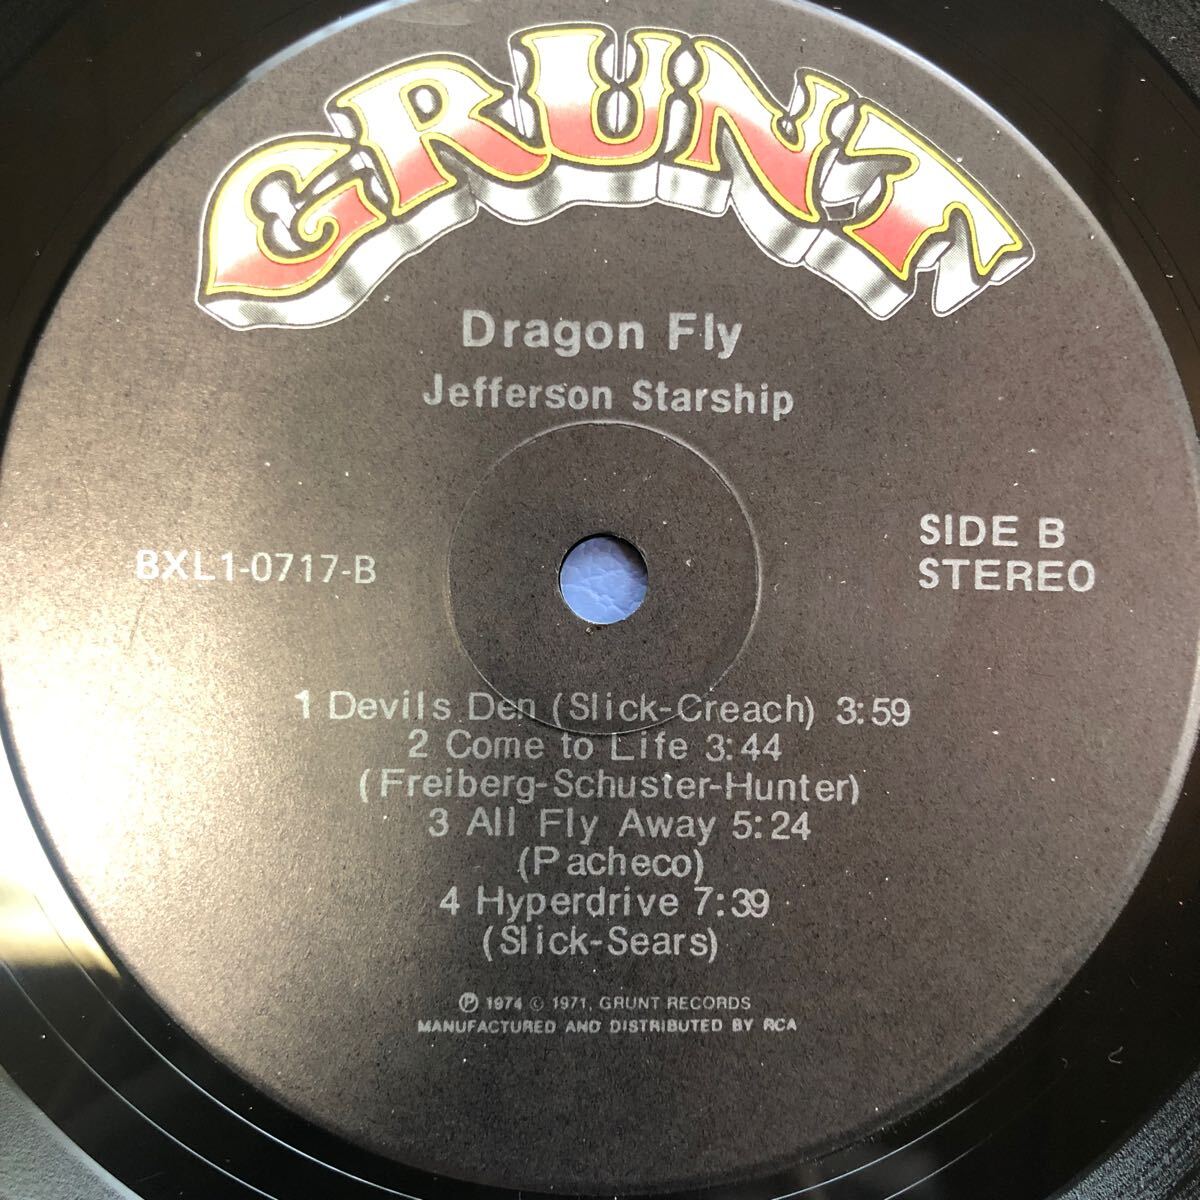 GRUNT
Dragon Fly
Jefferson Starship
SIDE B
STEREO
BXL1-0717-B
1 Devils Den (Slick-Creach) 3:59
2 Come to Life 3:44
(Freiberg-Schuster-Hunter)
3 All Fly Away 5:24
(Pacheco)
4 Hyperdrive 7:39
(Slick-Sears)
Ⓟ 1974 © 1971, GRUNT RECORDS
MANUFACTURED AND DISTRIBUTED BY RCA